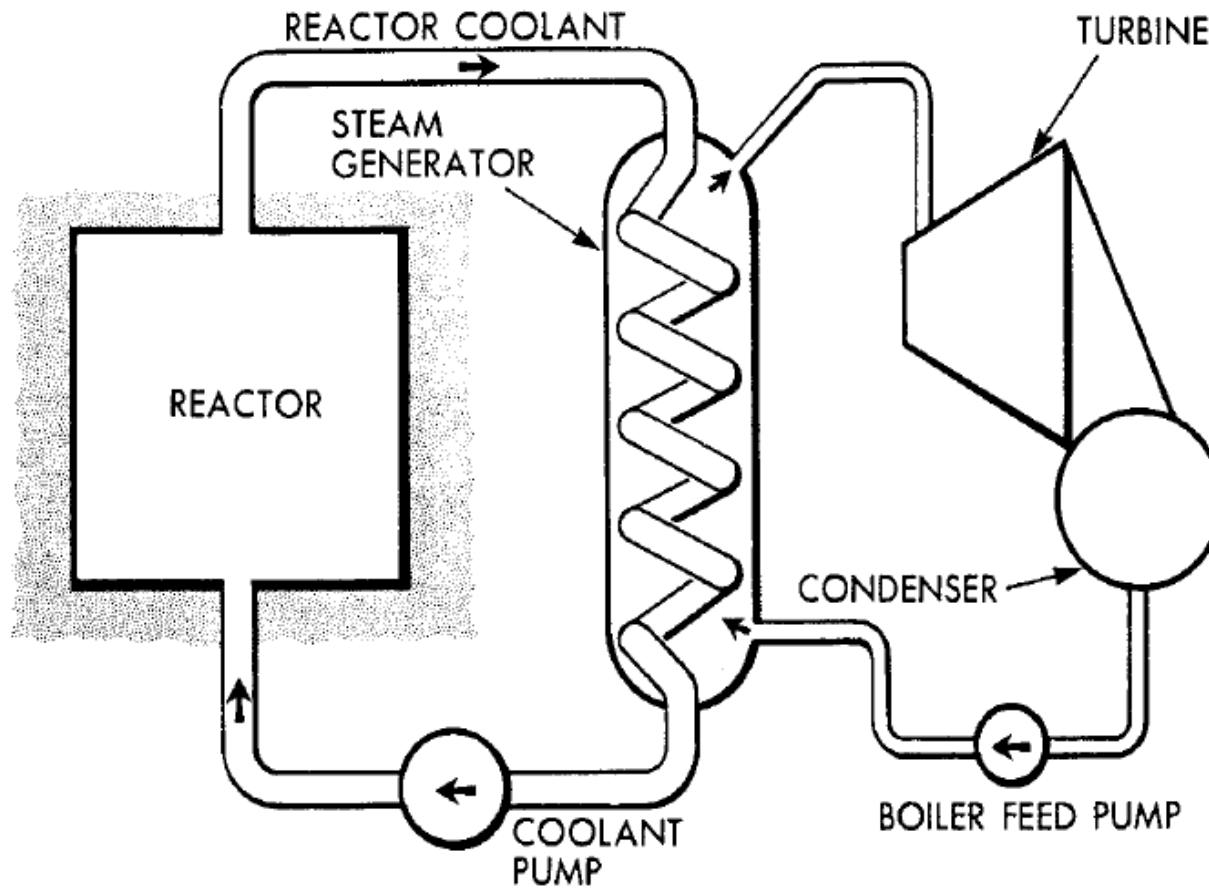 REACTOR COOLANT
TURBINE
STEAM
GENERATOR
REACTOR
CONDENSER
BOILER FEED PUMP
COOLANT
PUMP